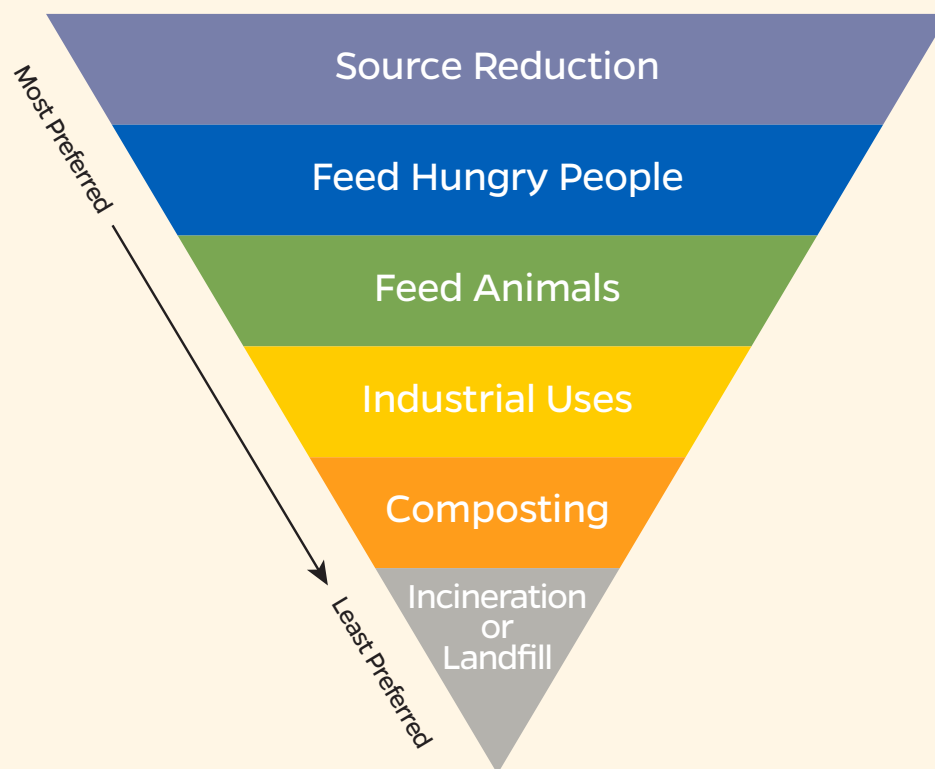 Source Reduction
Most Preferred
Feed Hungry People
Feed Animals
Industrial Uses
Composting
Incineration
or
Landfill
Least Preferred